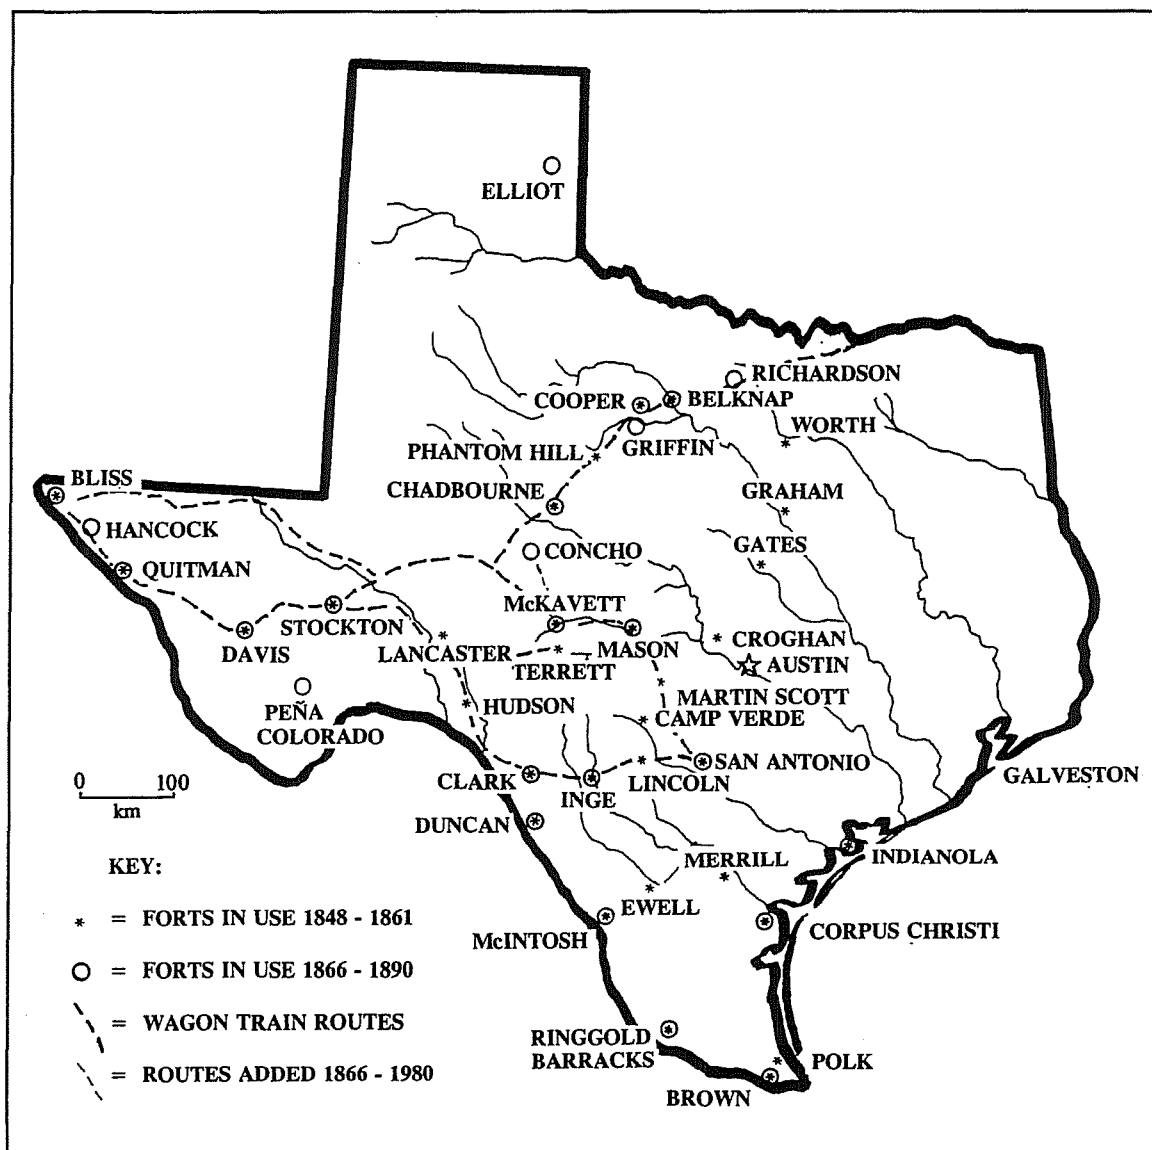 ELLIOT
RICHARDSON
COOPER
BELKNAP
WORTH
GRIFFIN
PHANTOM HILL
BLISS
CHADBOURNE
GRAHAM
HANCOCK
GATES
CONCHO
QUITMAN
McKAVETT
STOCKTON
CROGHAN
DAVIS
LANCASTER
MASON
TERRETT
AUSTIN
MARTIN SCOTT
HUDSON
PEÑA
COLORADO
CAMP VERDE
SAN ANTONIO
CLARK
LINCOLN
GALVESTON
INGE
0 100
km
DUNCAN
MERRILL
INDIANOLA
EWELL
McINTOSH
CORPUS CHRISTI
RINGGOLD
BARRACKS
POLK
BROWN
KEY:
* = FORTS IN USE 1848 - 1861
= FORTS IN USE 1866 - 1890
= WAGON TRAIN ROUTES
= ROUTES ADDED 1866 - 1980